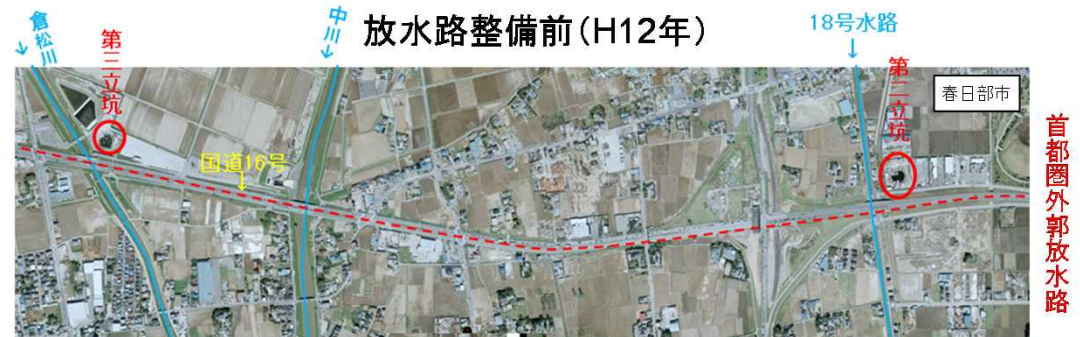 放水路整備前(H12年)
倉松川
↓
第三立坑
中川
↓
18号水路
↓
第二立坑
春日部市
国道16号
首都圏外郭放水路